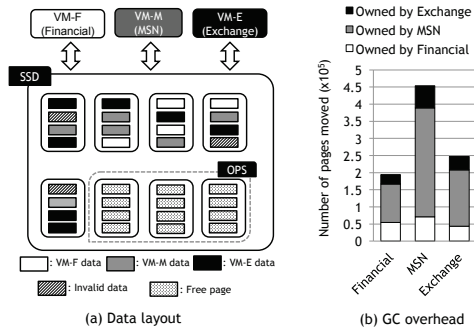 VM-F
(Financial)
VM-M
(MSN)
VM-E
(Exchange)
SSD
OPS
: VM-F data
: VM-M data
: VM-E data
: Invalid data
: Free page
(a) Data layout
Owned by Exchange
Owned by MSN
Owned by Financial
Number of pages moved (x10⁵)
5
4.5
4
3.5
3
2.5
2
1.5
1
0.5
0
Financial
MSN
Exchange
(b) GC overhead